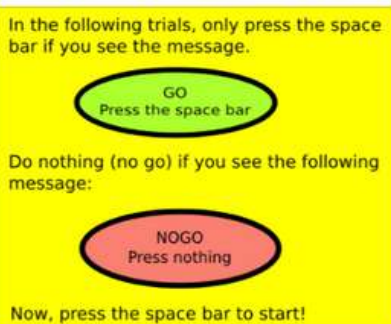 In the following trials, only press the space
bar if you see the message.
GO
Press the space bar
Do nothing (no go) if you see the following
message:
NOGO
Press nothing
Now, press the space bar to start!